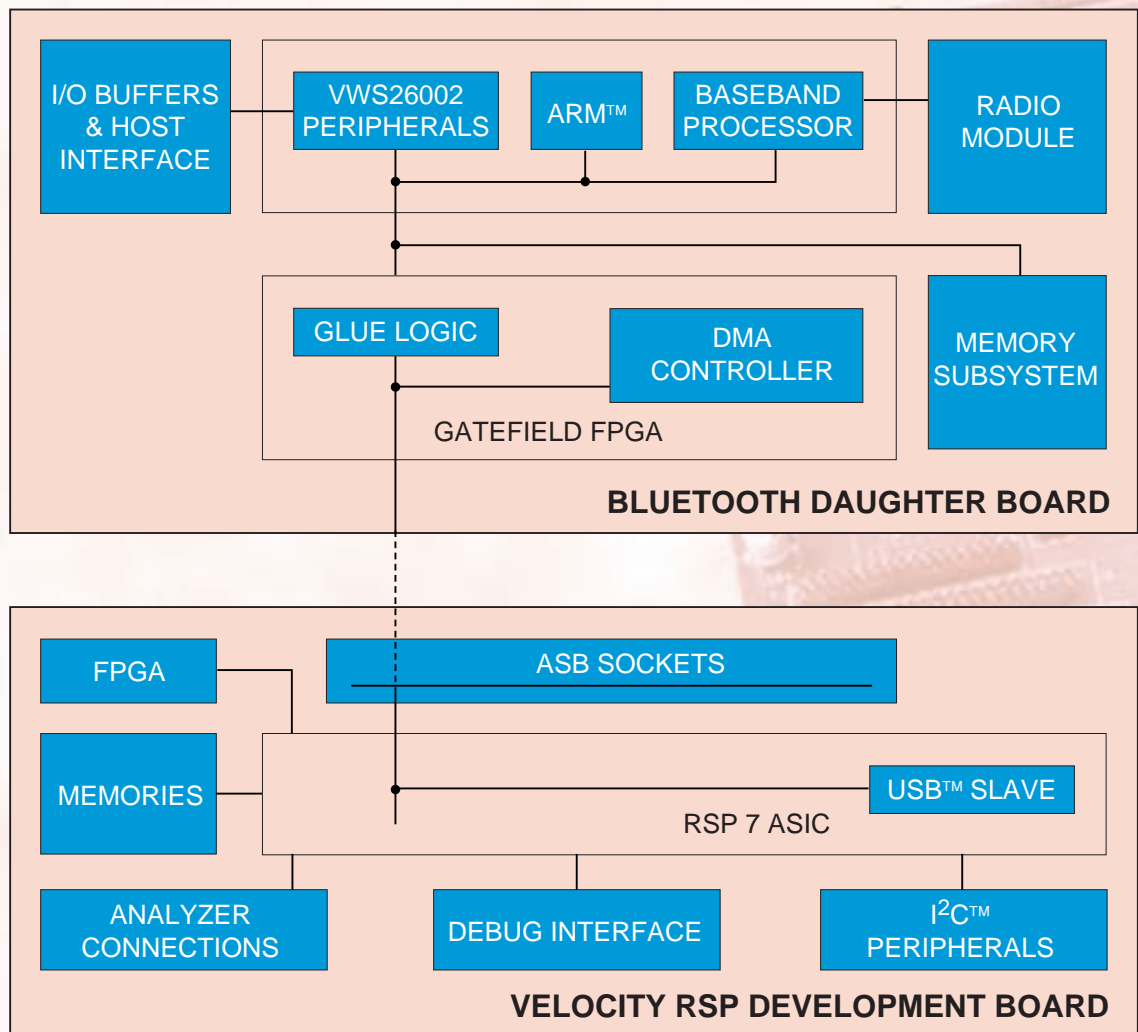 I/O BUFFERS
& HOST
INTERFACE
VWS26002
PERIPHERALS
ARM™
BASEBAND
PROCESSOR
RADIO
MODULE
GLUE LOGIC
DMA
CONTROLLER
MEMORY
SUBSYSTEM
GATEFIELD FPGA
BLUETOOTH DAUGHTER BOARD
FPGA
ASB SOCKETS
MEMORIES
USB™ SLAVE
RSP 7 ASIC
ANALYZER
CONNECTIONS
DEBUG INTERFACE
I²C™
PERIPHERALS
VELOCITY RSP DEVELOPMENT BOARD